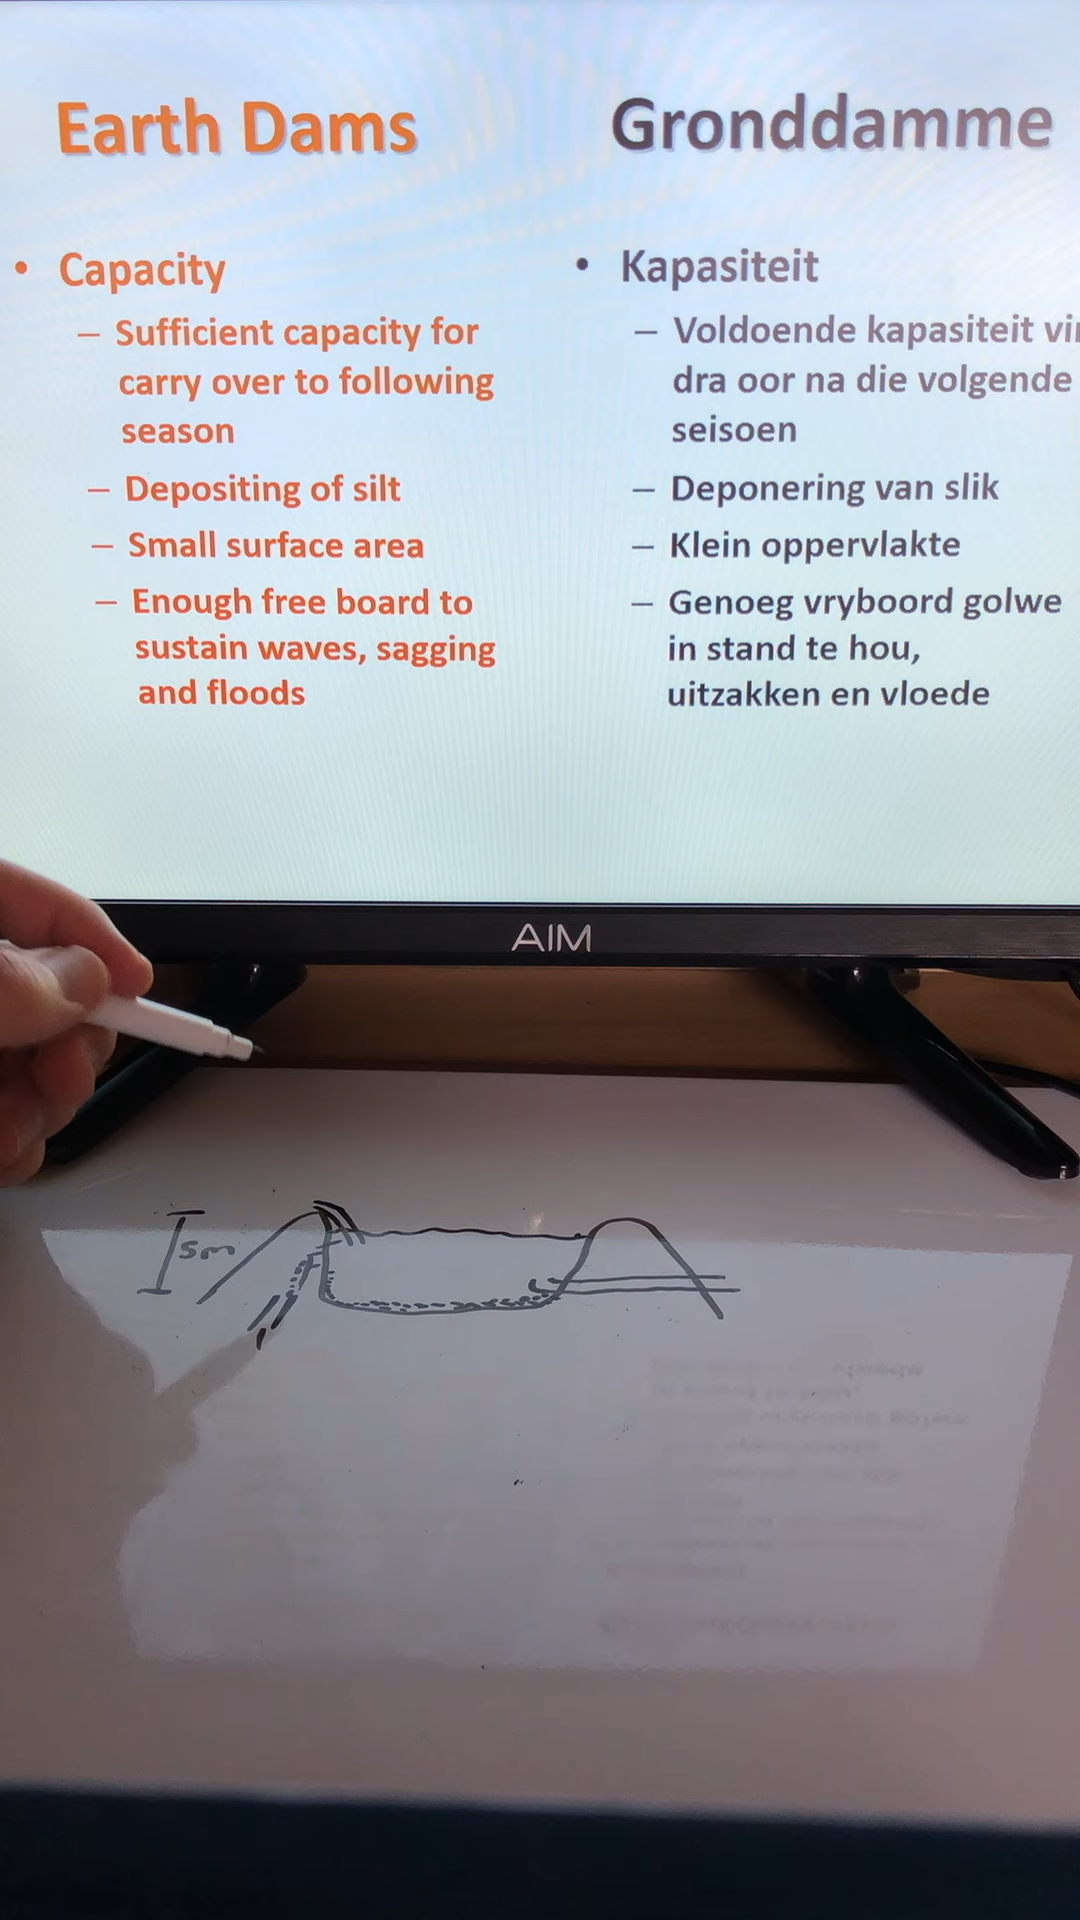 Earth Dams
• Capacity
– Sufficient capacity for
carry over to following
season
– Depositing of silt
– Small surface area
– Enough free board to
sustain waves, sagging
and floods
Gronddamme
• Kapasiteit
– Voldoende kapasiteit
dra oor na die volgende
seisoen
– Deponering van slik
– Klein oppervlakte
– Genoeg vryboord golwe
in stand te hou,
uitzakken en vloede
AIM
5m